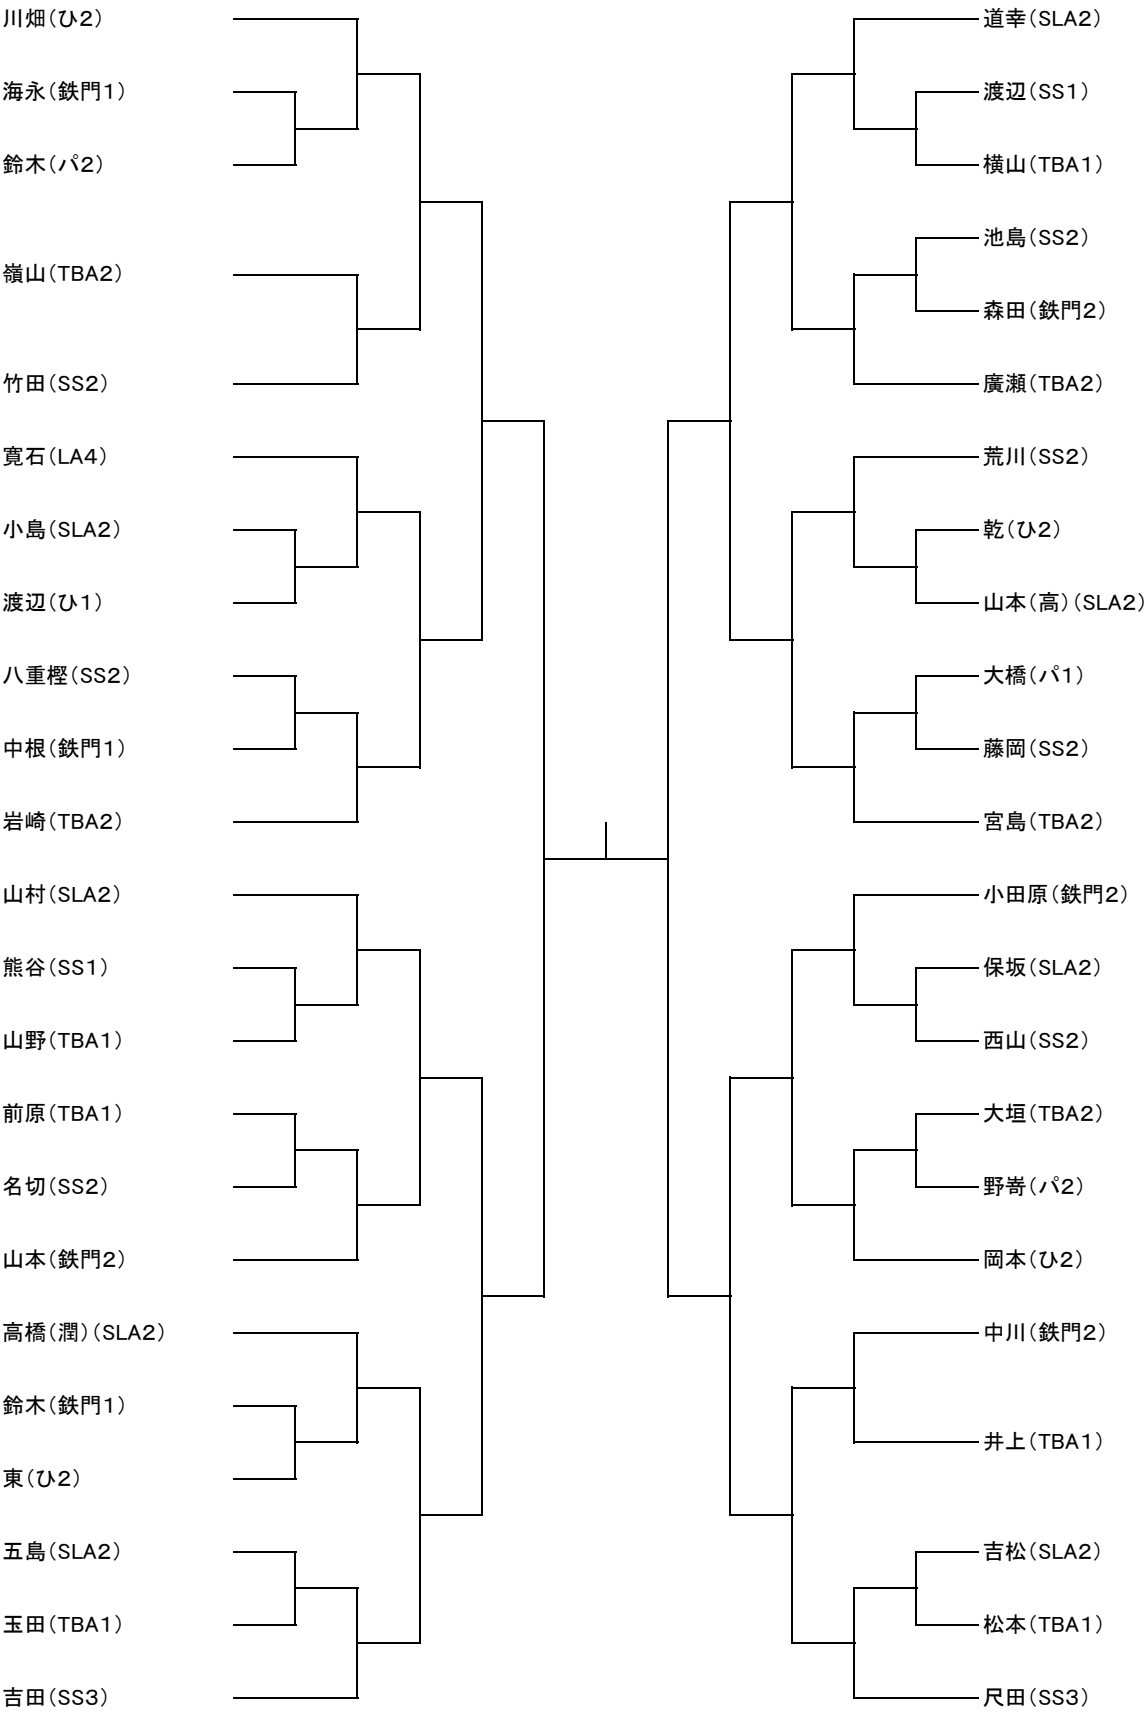 川畑(ひ2)
海永(鉄門1)
鈴木(パ2)
嶺山(TBA2)
竹田(SS2)
寛石(LA4)
小島(SLA2)
渡辺(ひ1)
八重樫(SS2)
中根(鉄門1)
岩崎(TBA2)
山村(SLA2)
熊谷(SS1)
山野(TBA1)
前原(TBA1)
名切(SS2)
山本(鉄門2)
高橋(潤)(SLA2)
鈴木(鉄門1)
東(ひ2)
五島(SLA2)
玉田(TBA1)
吉田(SS3)
道幸(SLA2)
渡辺(SS1)
横山(TBA1)
池島(SS2)
森田(鉄門2)
廣瀬(TBA2)
荒川(SS2)
乾(ひ2)
山本(高)(SLA2)
大橋(パ1)
藤岡(SS2)
宮島(TBA2)
小田原(鉄門2)
保坂(SLA2)
西山(SS2)
大垣(TBA2)
野嵜(パ2)
岡本(ひ2)
中川(鉄門2)
井上(TBA1)
吉松(SLA2)
松本(TBA1)
尺田(SS3)